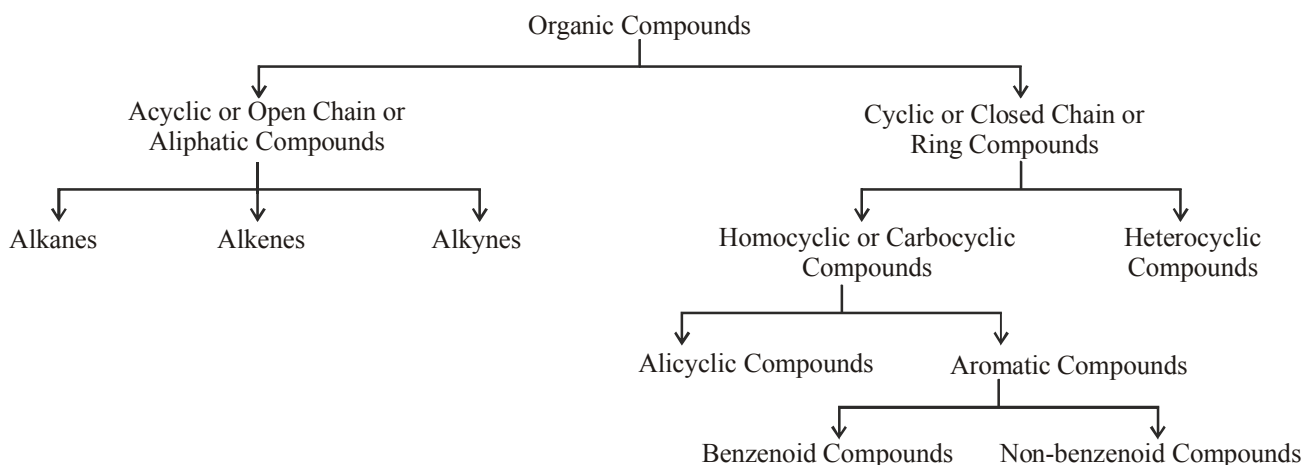 Organic Compounds
Acyclic or Open Chain or
Aliphatic Compounds
Cyclic or Closed Chain or
Ring Compounds
Alkanes
Alkenes
Alkynes
Homocyclic or Carbocyclic
Compounds
Heterocyclic
Compounds
Alicyclic Compounds
Aromatic Compounds
Benzenoid Compounds
Non-benzenoid Compounds